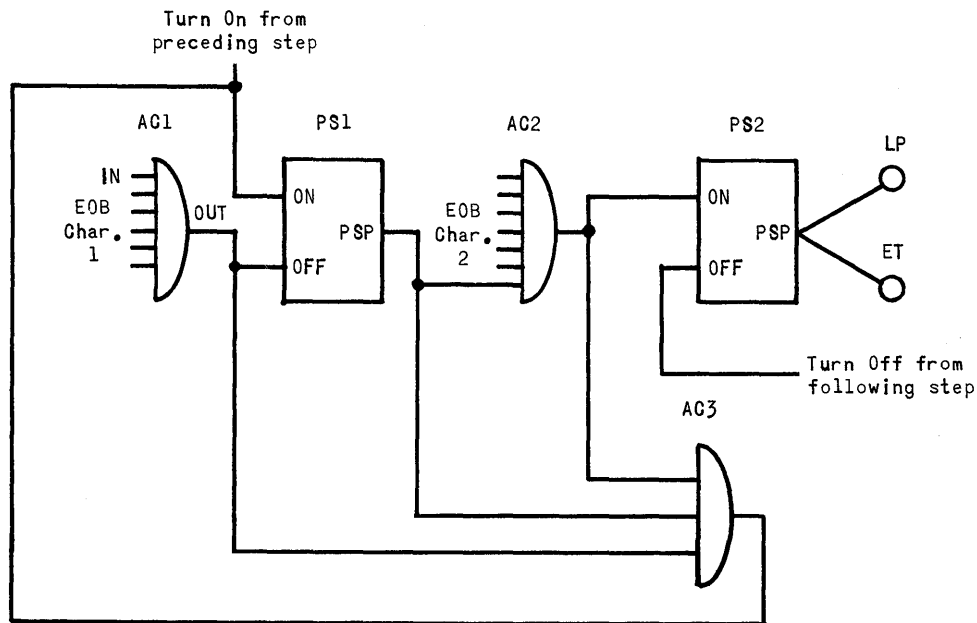 Turn On from
preceding step
AC1
PS1
AC2
PS2
LP
IN
EOB
Char.
1
OUT
ON
OFF
PSP
EOB
Char.
2
ON
OFF
PSP
ET
Turn Off from
following step
AC3